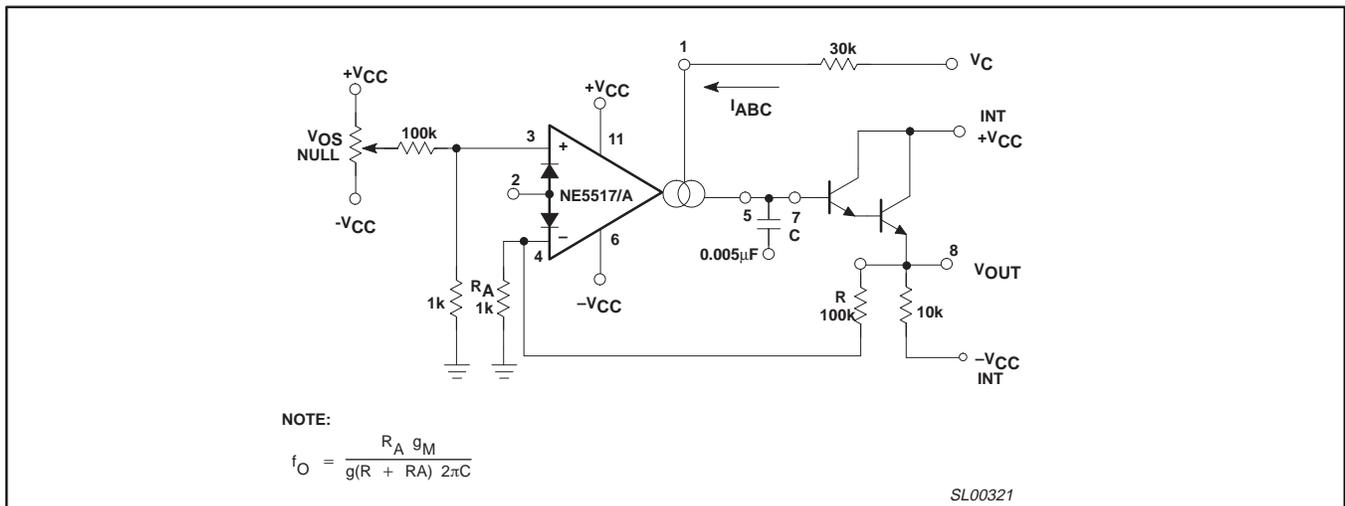 1
30k
VC
IABC
+VCC
INT
+VCC
+VCC
VOS
NULL
100k
3
+
11
2
NE5517/A
-VCC
4
–
6
–VCC
5
7
C
0.005μF
8
VOUT
1k
RA
1k
R
100k
10k
–VCC
INT
NOTE:
fO = RA gM
g(R + RA) 2πC
SL00321